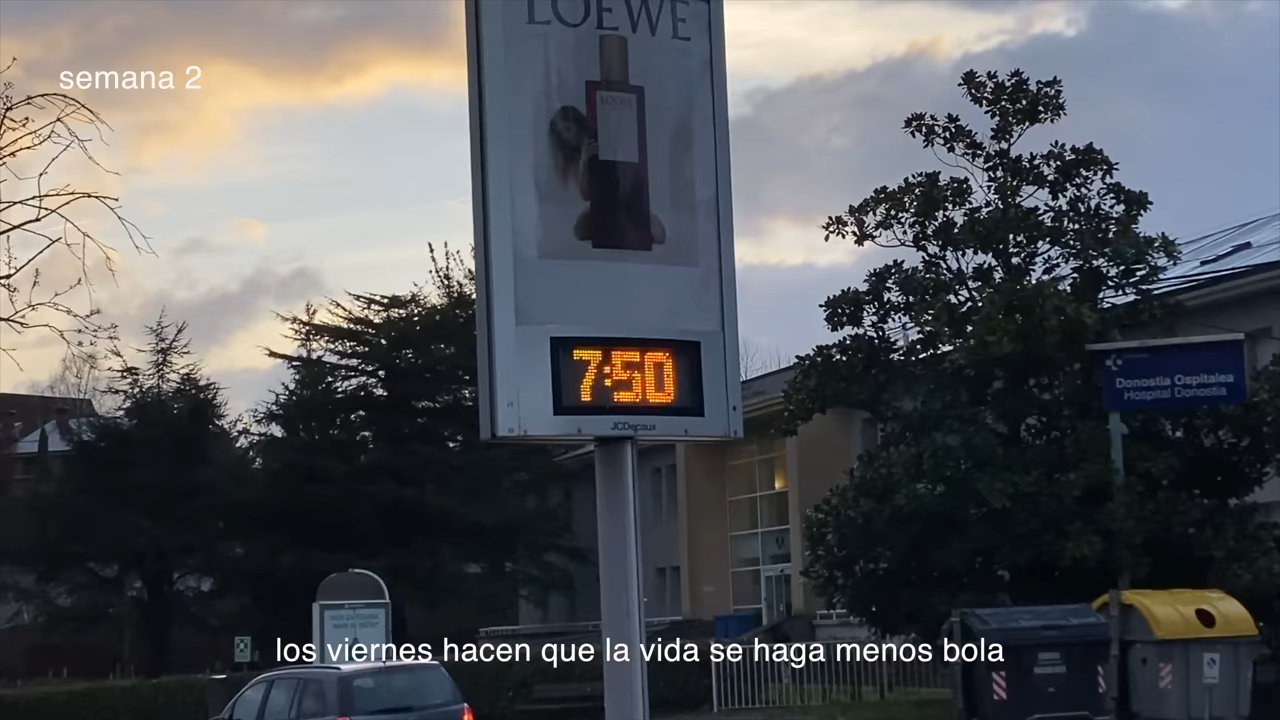 LOEWE
semana 2
LOEWE
7:50
JCDecaux
Donostia Ospitalea
Hospital Donostia
los viernes hacen que la vida se haga menos bola